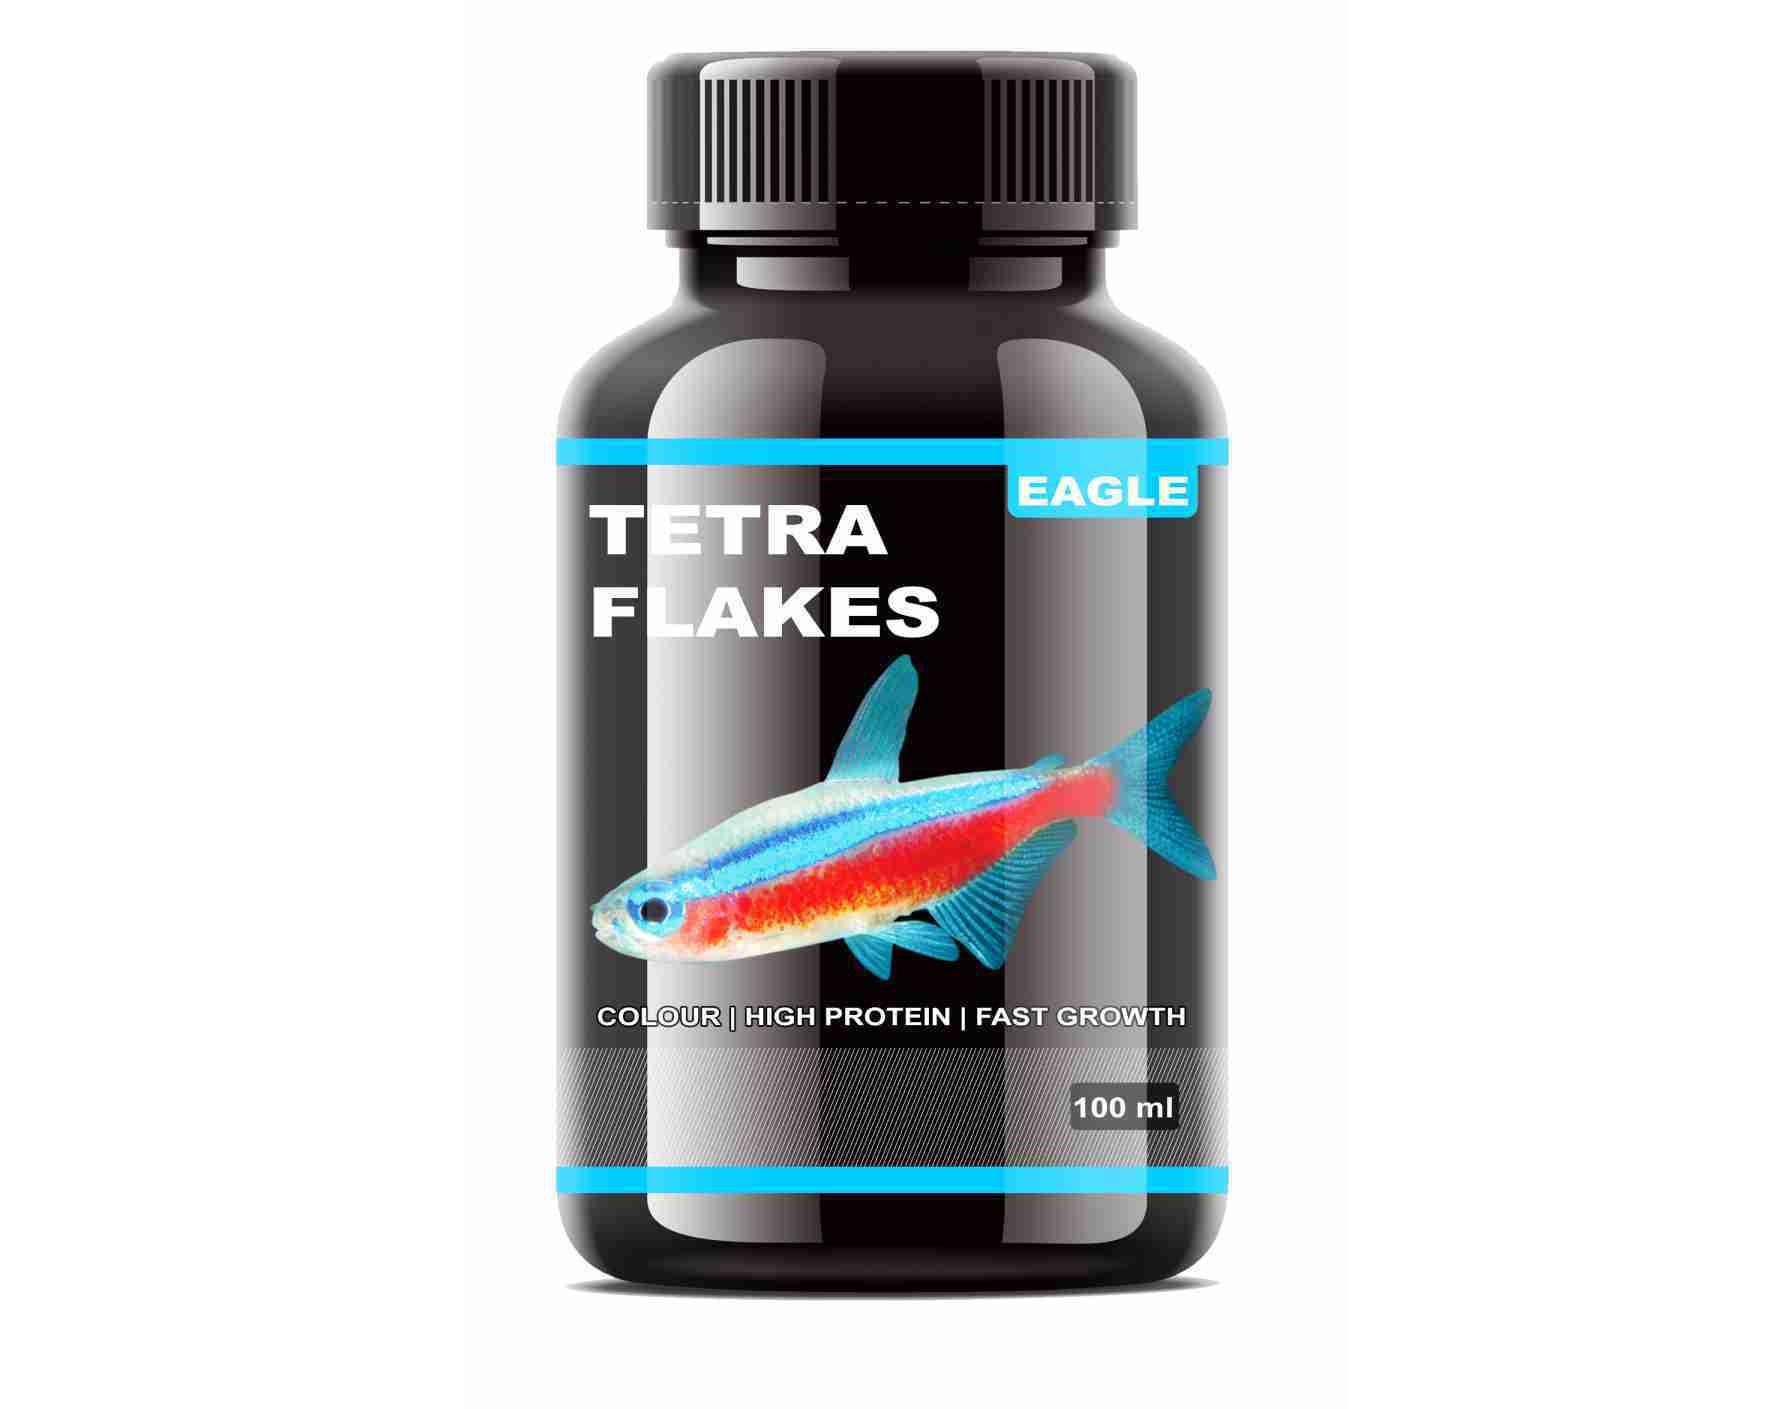 EAGLE
TETRA
FLAKES
COLOUR | HIGH PROTEIN | FAST GROWTH
100 ml